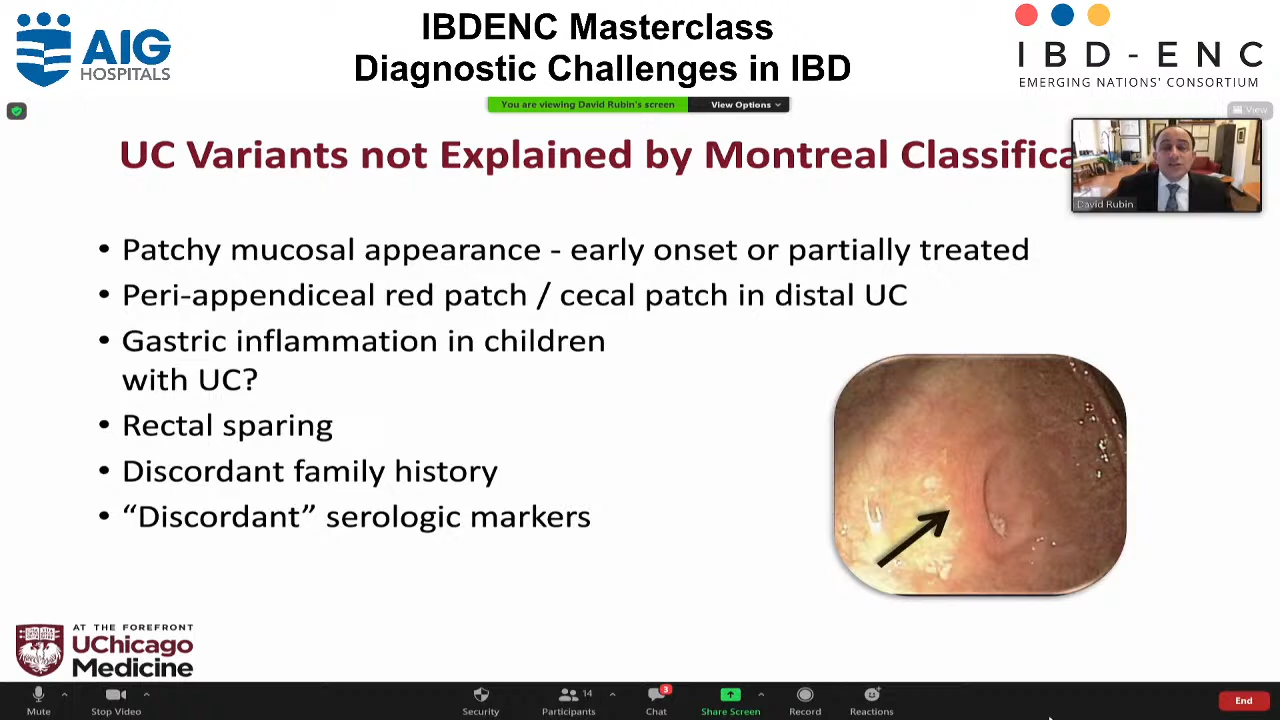 AIG
HOSPITALS
IBDENC Masterclass
Diagnostic Challenges in IBD
IBD-ENC
EMERGING NATIONS' CONSORTIUM
You are viewing David Rubin's screen
View Options
View
UC Variants not Explained by Montreal Classifica
David Rubin
• Patchy mucosal appearance - early onset or partially treated
• Peri-appendiceal red patch / cecal patch in distal UC
• Gastric inflammation in children
with UC?
• Rectal sparing
• Discordant family history
• “Discordant” serologic markers
AT THE FOREFRONT
UChicago
Medicine
Mute
Stop Video
Security
Participants
14
Chat
3
Share Screen
Record
Reactions
End